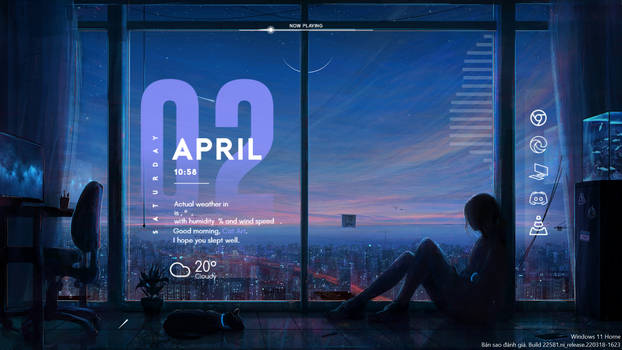 NOW PLAYING
02
SATURDAY
APRIL
10:58
Actual weather in
is , ° .
with humidity % and wind speed .
Good morning, Cat Art.
I hope you slept well.
20°
Cloudy
Windows 11 Home
Bản sao đánh giá. Build 22581.ni_release.220318-1623